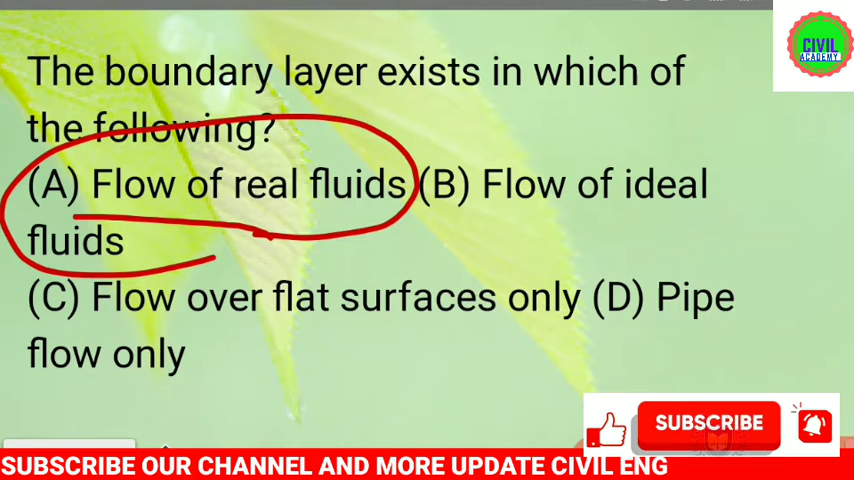 CIVIL
ACADEMY
The boundary layer exists in which of
the following?
(A) Flow of real fluids (B) Flow of ideal
fluids
(C) Flow over flat surfaces only (D) Pipe
flow only
SUBSCRIBE
SUBSCRIBE OUR CHANNEL AND MORE UPDATE CIVIL ENG